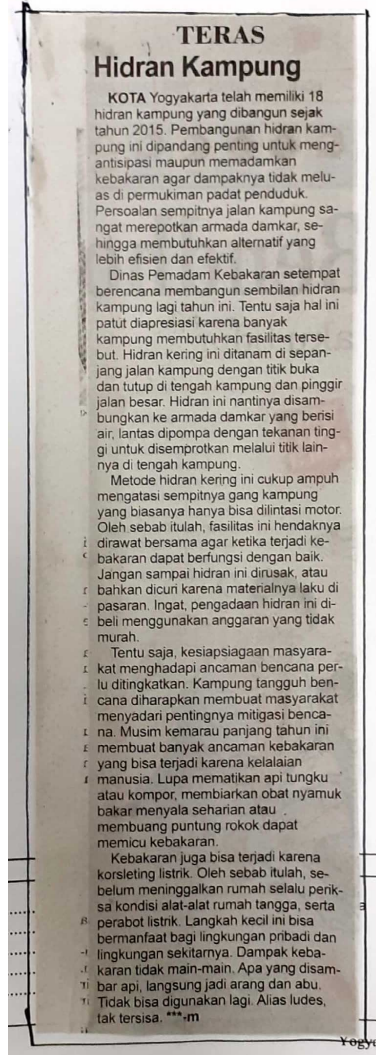 TERAS
Hidran Kampung
KOTA Yogyakarta telah memiliki 18
hidran kampung yang dibangun sejak
tahun 2015. Pembangunan hidran kam-
pung ini dipandang penting untuk meng-
antisipasi maupun memadamkan
kebakaran agar dampaknya tidak melu-
as di permukiman padat penduduk.
Persoalan sempitnya jalan kampung sa-
ngat merepotkan armada damkar, se-
hingga membutuhkan alternatif yang
lebih efisien dan efektif.
Dinas Pemadam Kebakaran setempat
berencana membangun sembilan hidran
kampung lagi tahun ini. Tentu saja hal ini
patut diapresiasi karena banyak
kampung membutuhkan fasilitas terse-
but. Hidran kering ini ditanam di sepan-
jang jalan kampung dengan titik buka
dan tutup di tengah kampung dan pinggir
jalan besar. Hidran ini nantinya disam-
bungkan ke armada damkar yang berisi
air, lantas dipompa dengan tekanan ting-
gi untuk disemprotkan melalui titik lain-
nya di tengah kampung.
Metode hidran kering ini cukup ampuh
mengatasi sempitnya gang kampung
yang biasanya hanya bisa dilintasi motor.
Oleh sebab itulah, fasilitas ini hendaknya
dirawat bersama agar ketika terjadi ke-
bakaran dapat berfungsi dengan baik.
Jangan sampai hidran ini dirusak, atau
bahkan dicuri karena materialnya laku di
pasaran. Ingat, pengadaan hidran ini di-
beli menggunakan anggaran yang tidak
murah.
Tentu saja, kesiapsiagaan masyara-
kat menghadapi ancaman bencana per-
lu ditingkatkan. Kampung tangguh ben-
cana diharapkan membuat masyarakat
menyadari pentingnya mitigasi benca-
na. Musim kemarau panjang tahun ini
membuat banyak ancaman kebakaran
yang bisa terjadi karena kelalaian
manusia. Lupa mematikan api tungku
atau kompor, membiarkan obat nyamuk
bakar menyala seharian atau
membuang puntung rokok dapat
memicu kebakaran.
Kebakaran juga bisa terjadi karena
korsleting listrik. Oleh sebab itulah, se-
belum meninggalkan rumah selalu perik-
sa kondisi alat-alat rumah tangga, serta
perabot listrik. Langkah kecil ini bisa
bermanfaat bagi lingkungan pribadi dan
lingkungan sekitarnya. Dampak keba-
karan tidak main-main. Apa yang disam-
bar api, langsung jadi arang dan abu.
Tidak bisa digunakan lagi. Alias ludes,
tak tersisa. ***-m
Yogya